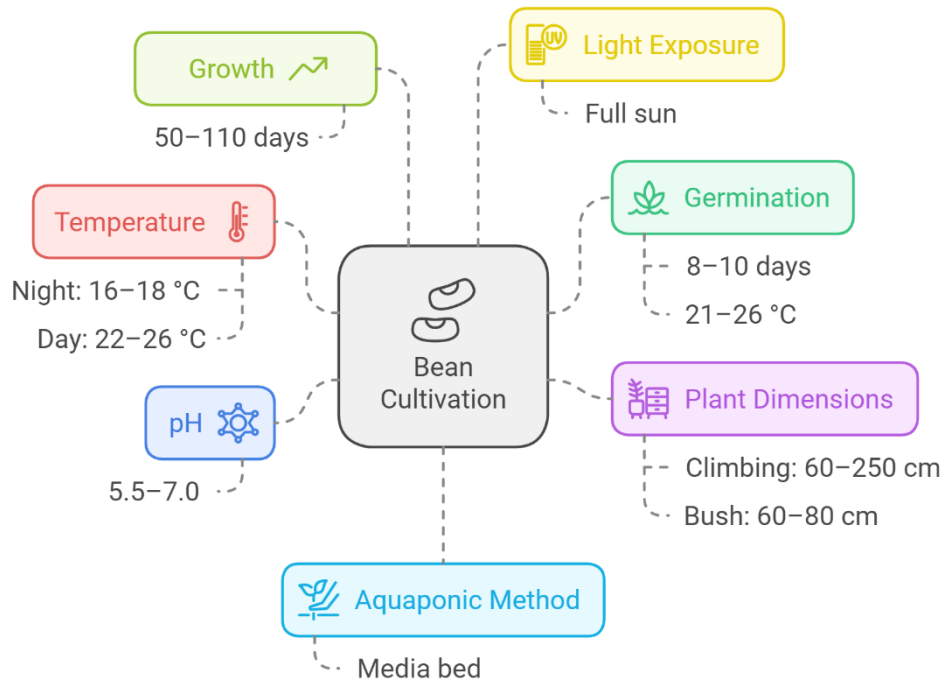 Growth
50–110 days
UV
Light Exposure
Full sun
Temperature
Night: 16–18 °C
Day: 22–26 °C
Germination
8–10 days
21–26 °C
Bean
Cultivation
pH
5.5–7.0
Plant Dimensions
Climbing: 60–250 cm
Bush: 60–80 cm
Aquaponic Method
Media bed